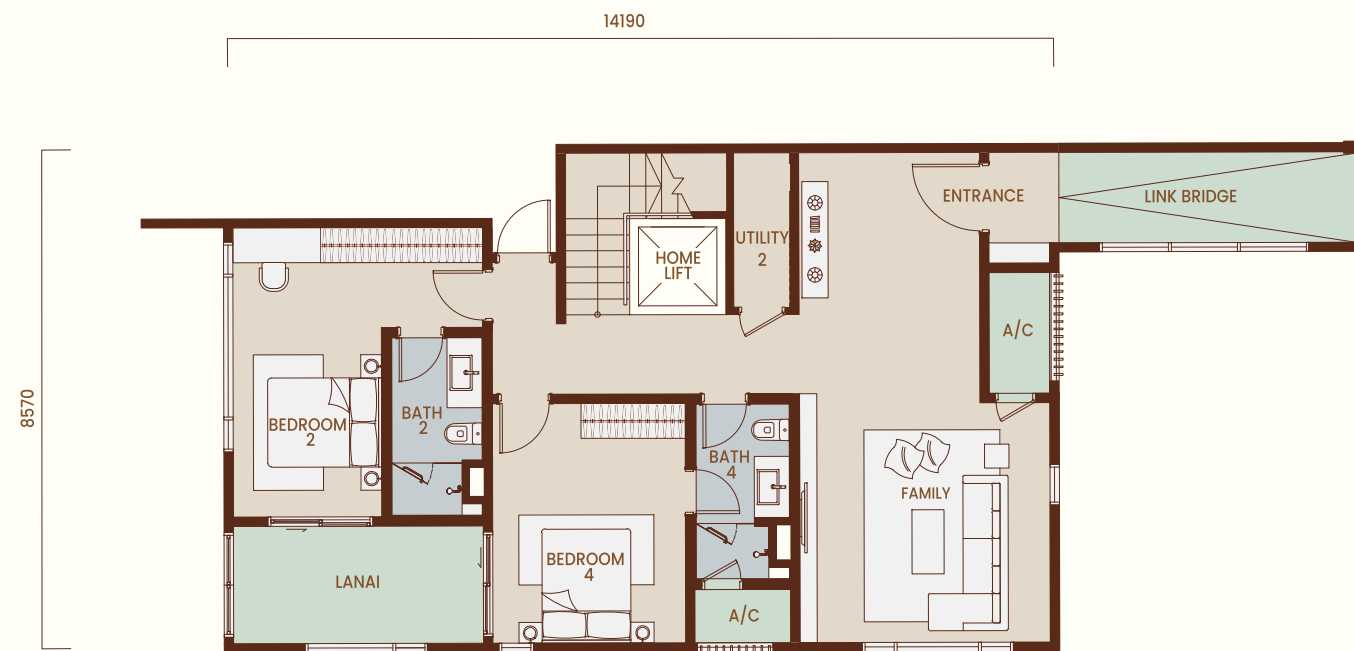 14190
8570
ENTRANCE
LINK BRIDGE
UTILITY
2
HOME
LIFT
A/C
BEDROOM
2
BATH
2
BATH
4
FAMILY
BEDROOM
4
LANAI
A/C